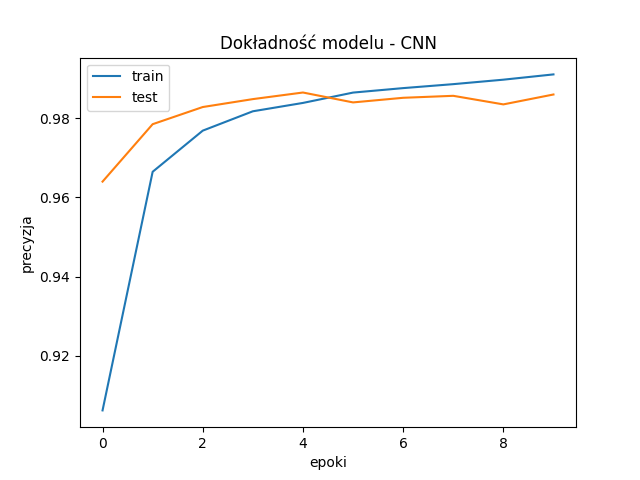 Dokładność modelu - CNN
train
test
0.98
0.96
0.94
0.92
precyzja
0 2 4 6 8
epoki